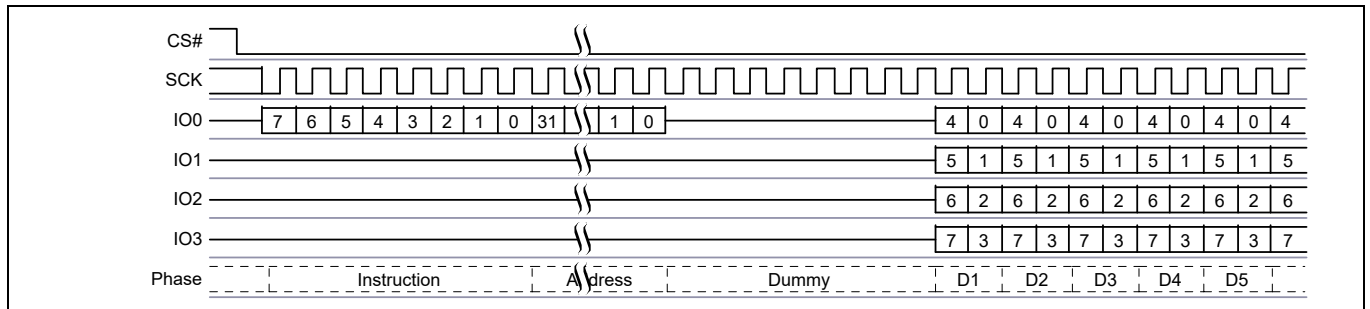 CS#
SCK
IO0 7 6 5 4 3 2 1 0 31 1 0 4 0 4 0 4 0 4 0 4 0 4
IO1 5 1 5 1 5 1 5 1 5 1 5
IO2 6 2 6 2 6 2 6 2 6 2 6
IO3 7 3 7 3 7 3 7 3 7 3 7
Phase Instruction Address Dummy D1 D2 D3 D4 D5